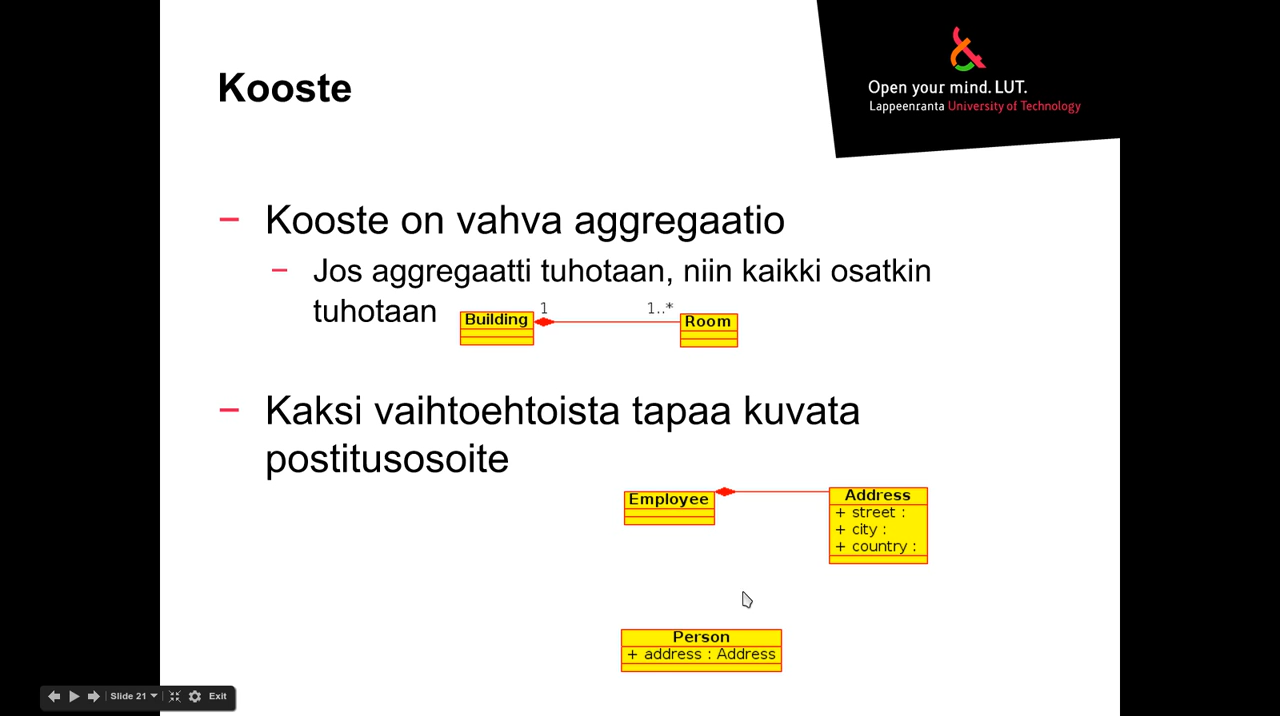 Open your mind. LUT.
Lappeenranta University of Technology
Kooste
– Kooste on vahva aggregaatio
– Jos aggregaatti tuhotaan, niin kaikki osatkin
tuhotaan
Building 1 1..* Room
– Kaksi vaihtoehtoista tapaa kuvata
postitusosoite
Employee
Address
+ street :
+ city :
+ country :
Person
+ address : Address
Slide 21 Exit